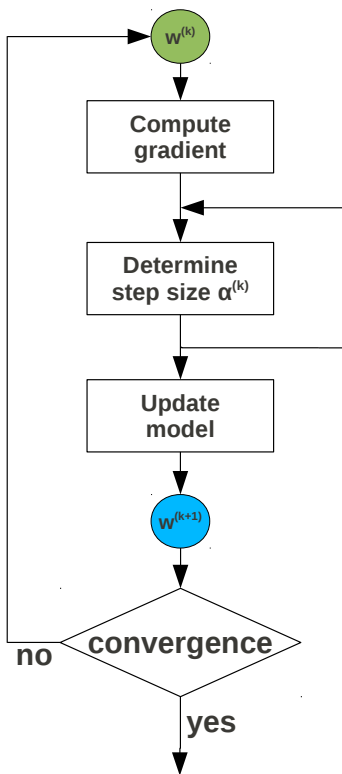 w(k)
Compute
gradient
Determine
step size α(k)
Update
model
w(k+1)
convergence
no
yes